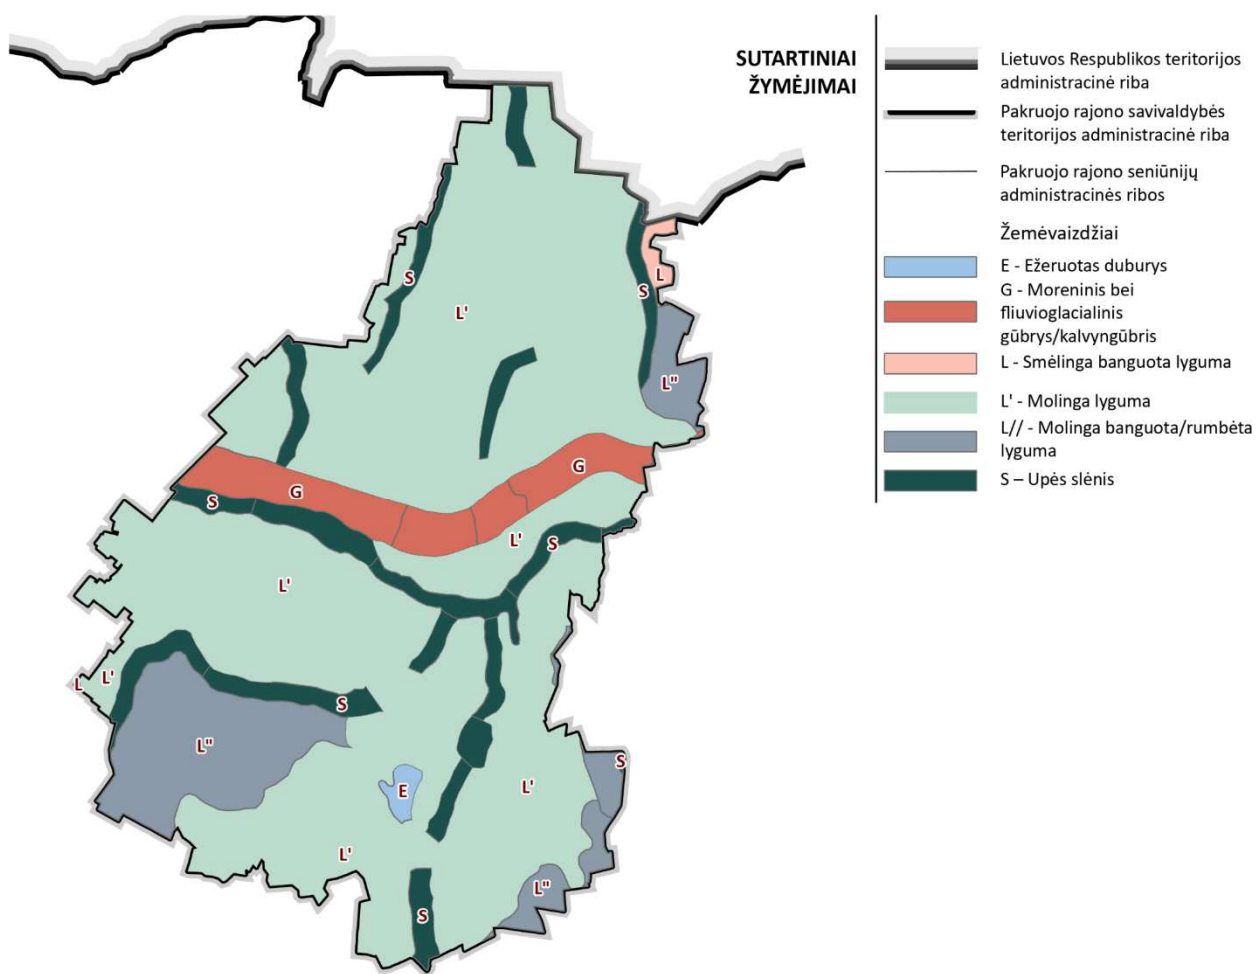 SUTARTINIAI
ŽYMĖJIMAI
Lietuvos Respublikos teritorijos
administracinė riba
Pakruojo rajono savivaldybės
teritorijos administracinė riba
Pakruojo rajono seniūnijų
administracinės ribos
Žemėvaizdžiai
E - Ežeruotas duburys
G - Moreninis bei
fliuvioglacialinis
gūbrys/kalvyngūbris
L - Smėlinga banguota lyguma
L' - Molinga lyguma
L// - Molinga banguota/rumbėta
lyguma
S – Upės slėnis
S
L
S
L'
L"
G
G
S
L'
S
L'
L
L'
S
L"
S
E
L'
L'
L"
S